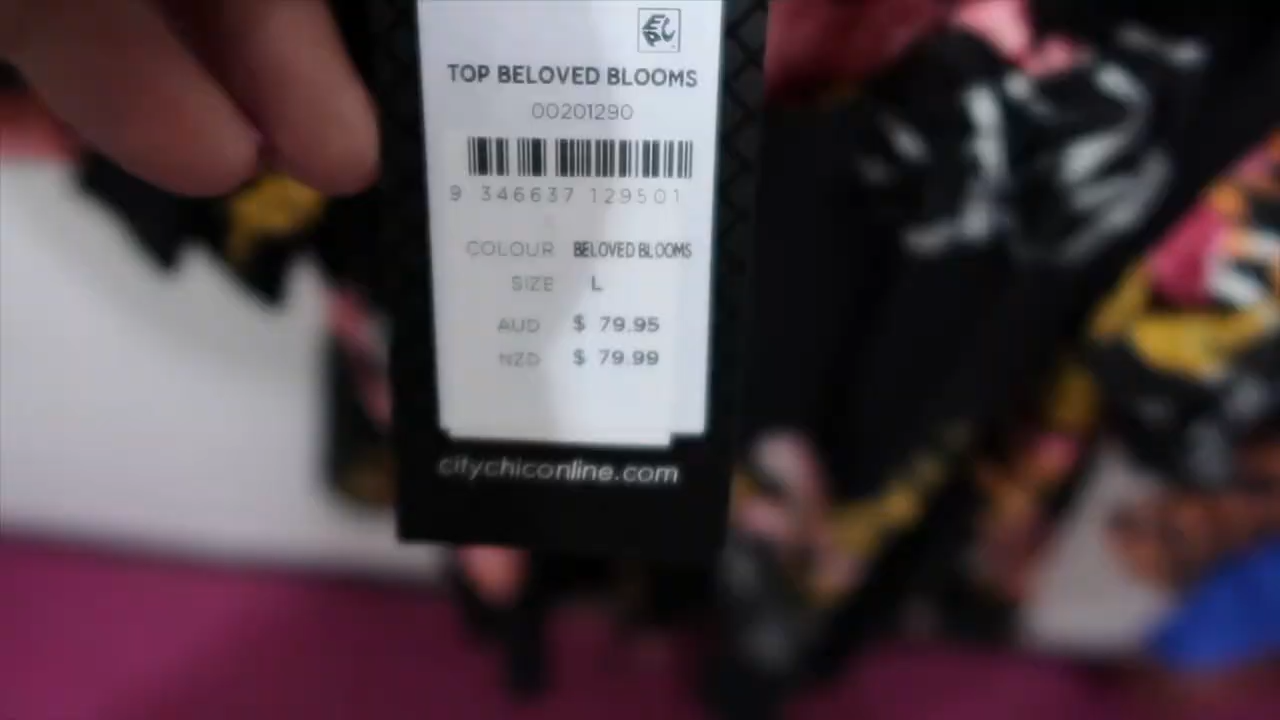 TOP BELOVED BLOOMS
00201290
9 346637 129501
COLOUR BELOVED BLOOMS
SIZE L
AUD $ 79.95
NZD $ 79.99
citychiconline.com